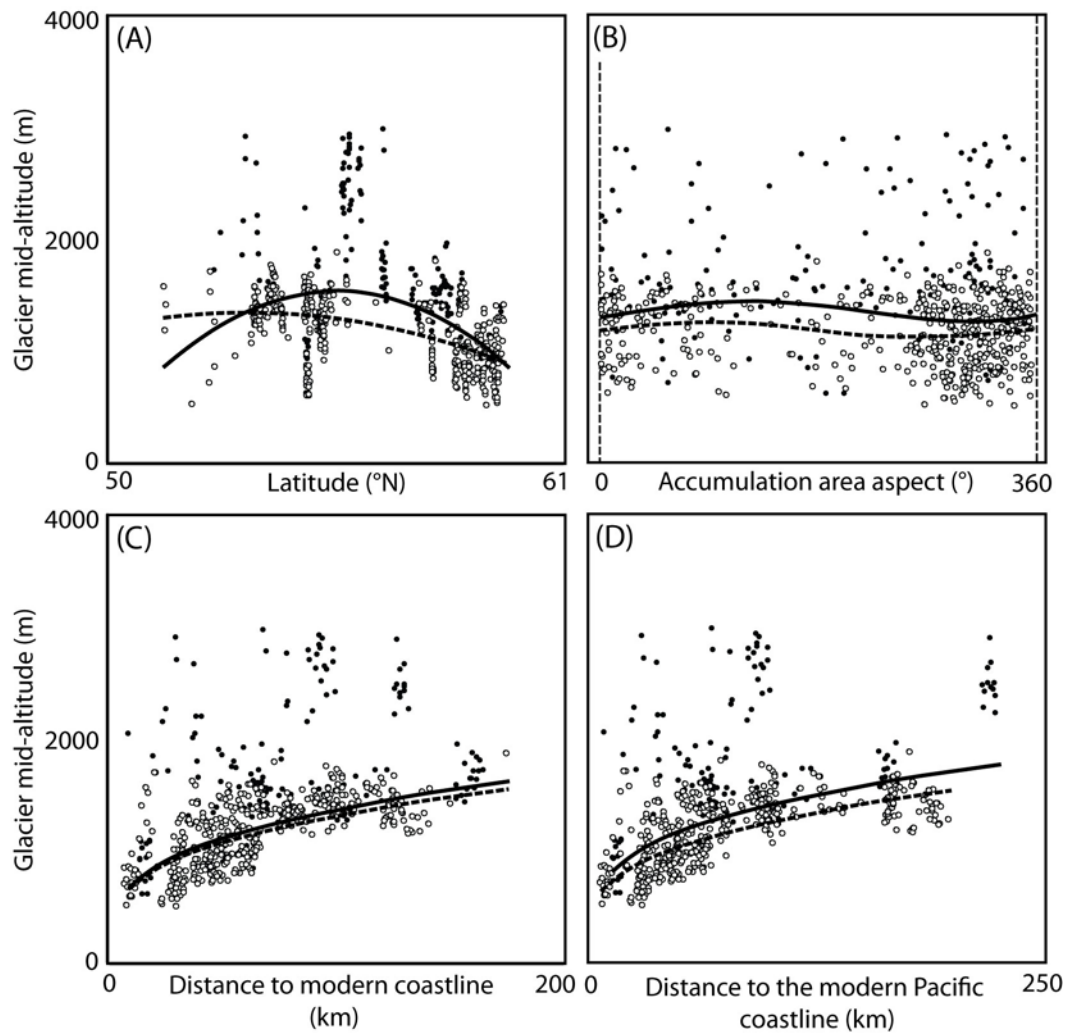 4000
(A)
(B)
Glacier mid-altitude (m)
2000
0
50
Latitude (°N)
61
0
Accumulation area aspect (°)
360
4000
(C)
(D)
Glacier mid-altitude (m)
2000
0
0
Distance to modern coastline
(km)
200
0
Distance to the modern Pacific
coastline (km)
250